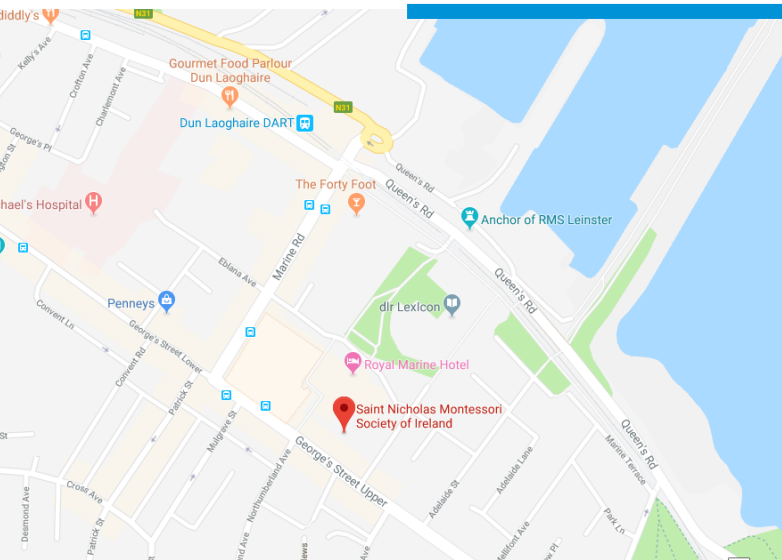 diddly's
N31
Kelly's Ave
Crofton Ave
Charlemont Ave
Gourmet Food Parlour
Dun Laoghaire
N31
Dun Laoghaire DART
George's Pl
Queen's Rd
The Forty Foot
Queen's Rd
hael's Hospital
Anchor of RMS Leinster
Marine Rd
Eblana Ave
Queen's Rd
Penneys
dlr LexIcon
Convent Ln
George's Street Lower
Convent Rd
Royal Marine Hotel
Patrick St
Saint Nicholas Montessori
Society of Ireland
Mulgrave St
Queen's Rd
St
George's Street Upper
Marine Terrace
Northumberland Ave
Adelaide Lane
Adelaide St
Cross Ave
Desmond Ave
Patrick St
Park Ln